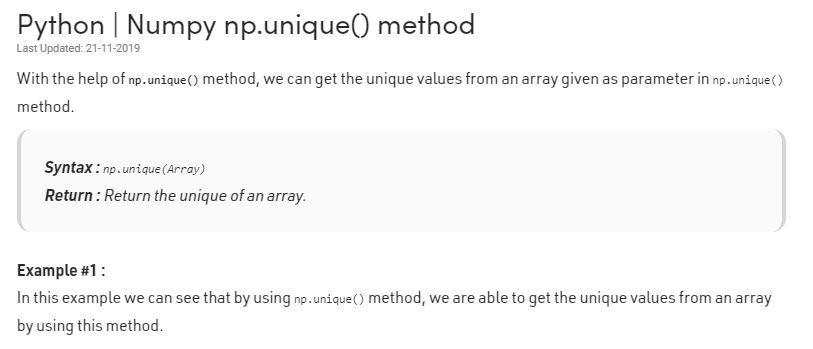 Python | Numpy np.unique() method
Last Updated: 21-11-2019
With the help of np.unique() method, we can get the unique values from an array given as parameter in np.unique()
method.
Syntax : np.unique(Array)
Return : Return the unique of an array.
Example #1 :
In this example we can see that by using np.unique() method, we are able to get the unique values from an array
by using this method.